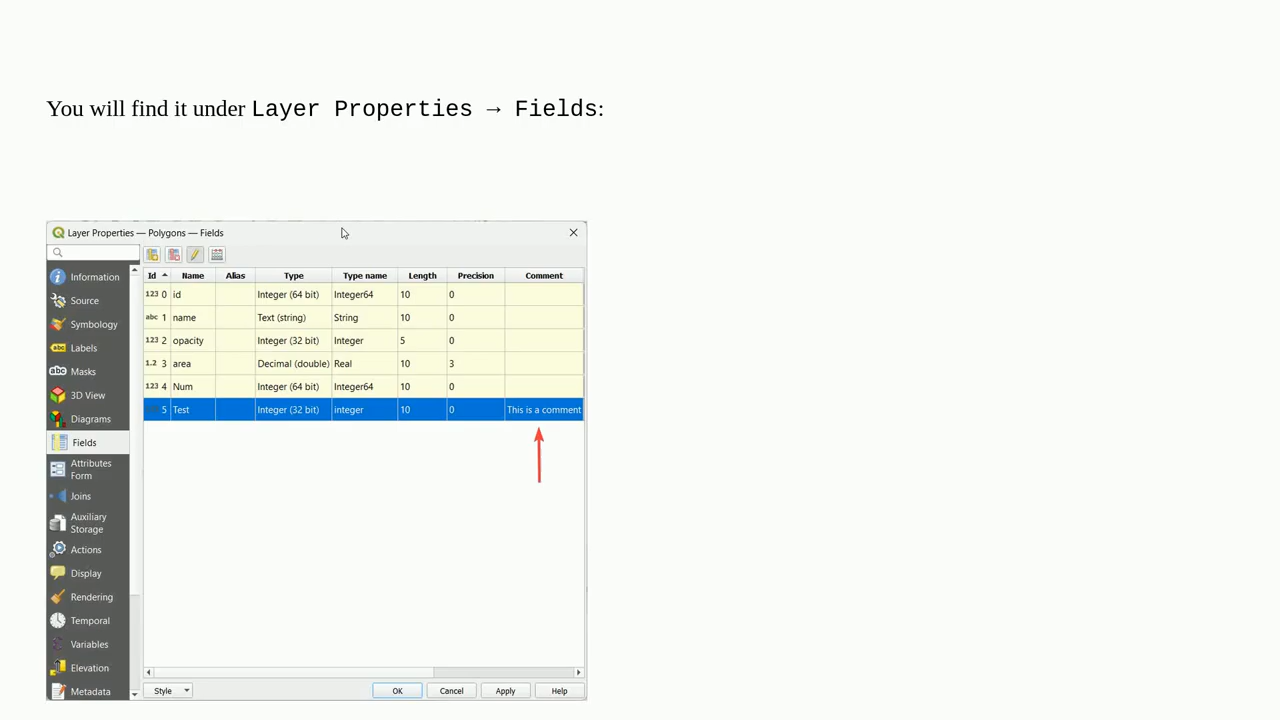 You will find it under Layer Properties → Fields:
Layer Properties — Polygons — Fields
Id Name Alias Type Type name Length Precision Comment
123 0 id Integer (64 bit) Integer64 10 0
abc 1 name Text (string) String 10 0
123 2 opacity Integer (32 bit) Integer 5 0
1.2 3 area Decimal (double) Real 10 3
123 4 Num Integer (64 bit) Integer64 10 0
5 Test Integer (32 bit) integer 10 0 This is a comment
Information
Source
Symbology
abc Labels
abc Masks
3D View
Diagrams
Fields
Attributes
Form
Joins
Auxiliary
Storage
Actions
Display
Rendering
Temporal
Variables
Elevation
Metadata
Style OK Cancel Apply Help